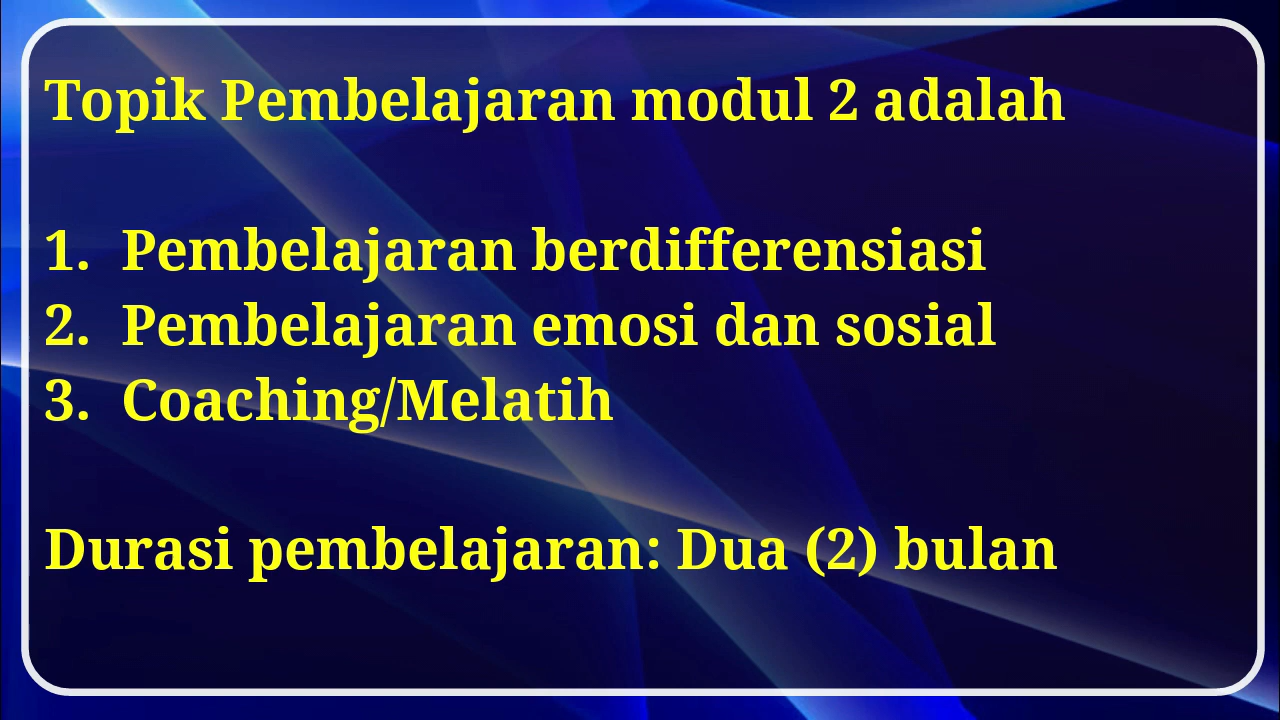 Topik Pembelajaran modul 2 adalah
1. Pembelajaran berdifferensiasi
2. Pembelajaran emosi dan sosial
3. Coaching/Melatih
Durasi pembelajaran: Dua (2) bulan